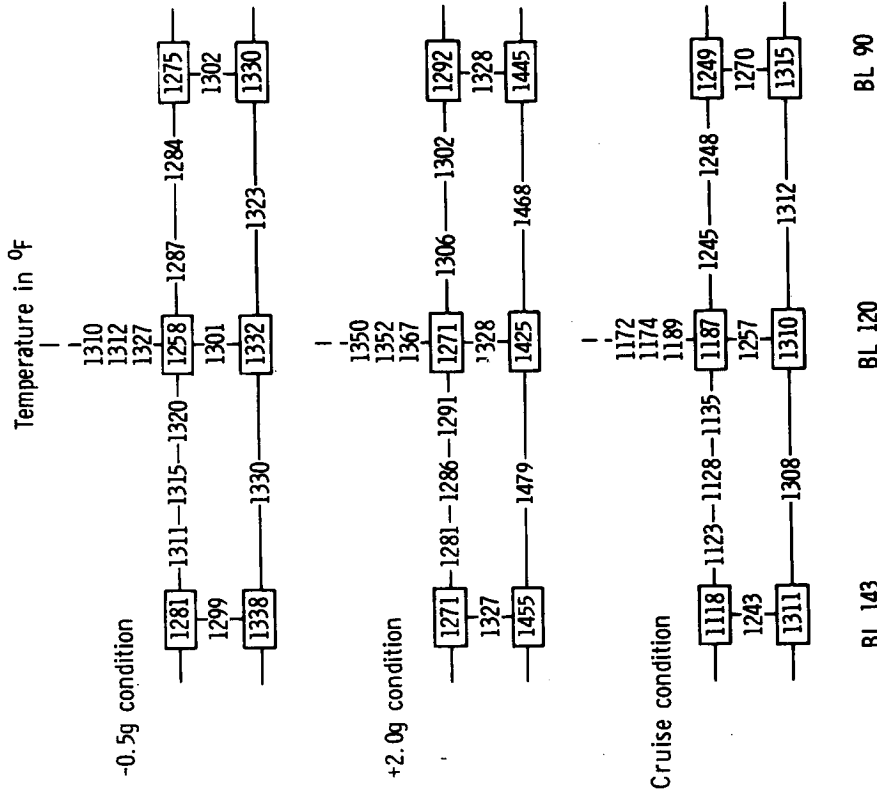 Temperature in °F
-0.5g condition
1310
1312
1327
1281 1311 1315 1320 1258 1287 1284 1275
1299 1301 1302
1338 1330 1332 1323 1330
+2.0g condition
1350
1352
1367
1271 1281 1286 1291 1271 1306 1302 1292
1327 1328 1328
1455 1479 1425 1468 1445
Cruise condition
1172
1174
1189
1118 1123 1128 1135 1187 1245 1248 1249
1243 1257 1270
1311 1308 1310 1312 1315
BL 143 BL 120 BL 90